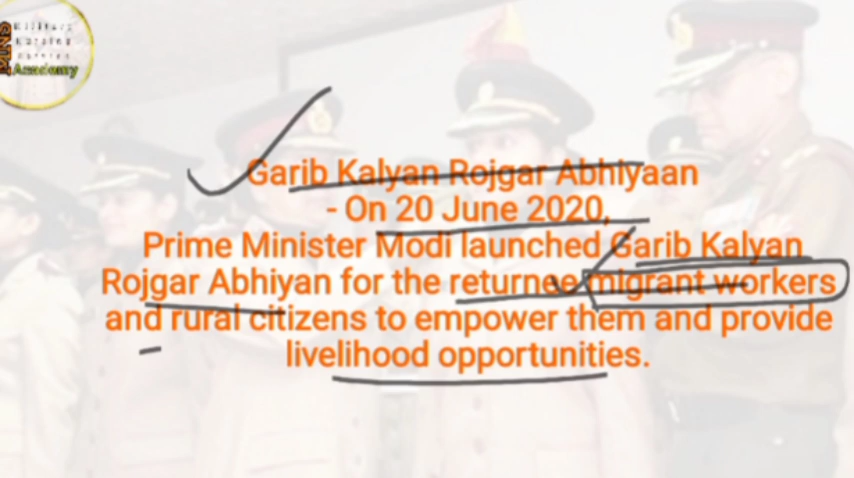 Academy
Garib Kalyan Rojgar Abhiyaan
- On 20 June 2020,
Prime Minister Modi launched Garib Kalyan
Rojgar Abhiyan for the returnee migrant workers
and rural citizens to empower them and provide
livelihood opportunities.